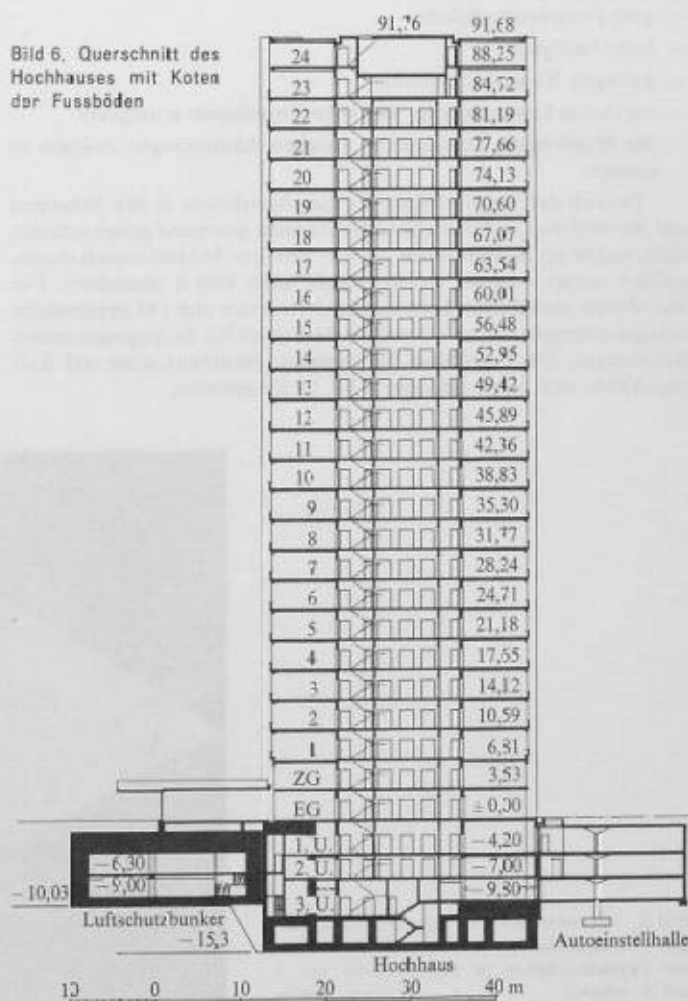 91,76 91,68
Bild 6. Querschnitt des
Hochhauses mit Koten
der Fussböden
24 88,25
23 84,72
22 81,19
21 77,66
20 74,13
19 70,60
18 67,07
17 63,54
16 60,01
15 56,48
14 52,95
13 49,42
12 45,89
11 42,36
10 38,83
9 35,30
8 31,77
7 28,24
6 24,71
5 21,18
4 17,65
3 14,12
2 10,59
1 6,81
ZG 3,53
EG ±0,00
1. U. −4,20
−6,30 2. U. −7,00
−10,03 −9,00 3. U. −9,80
Luftschutzbunker
−15,3
Autoeinstellhalle
Hochhaus
10 0 10 20 30 40 m